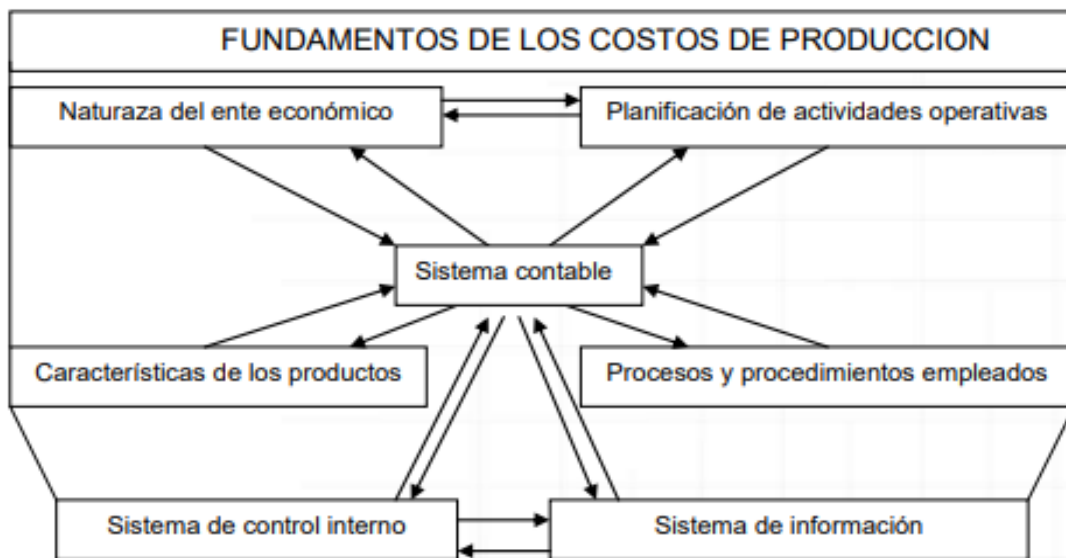 FUNDAMENTOS DE LOS COSTOS DE PRODUCCION
Naturaza del ente económico
Planificación de actividades operativas
Sistema contable
Características de los productos
Procesos y procedimientos empleados
Sistema de control interno
Sistema de información